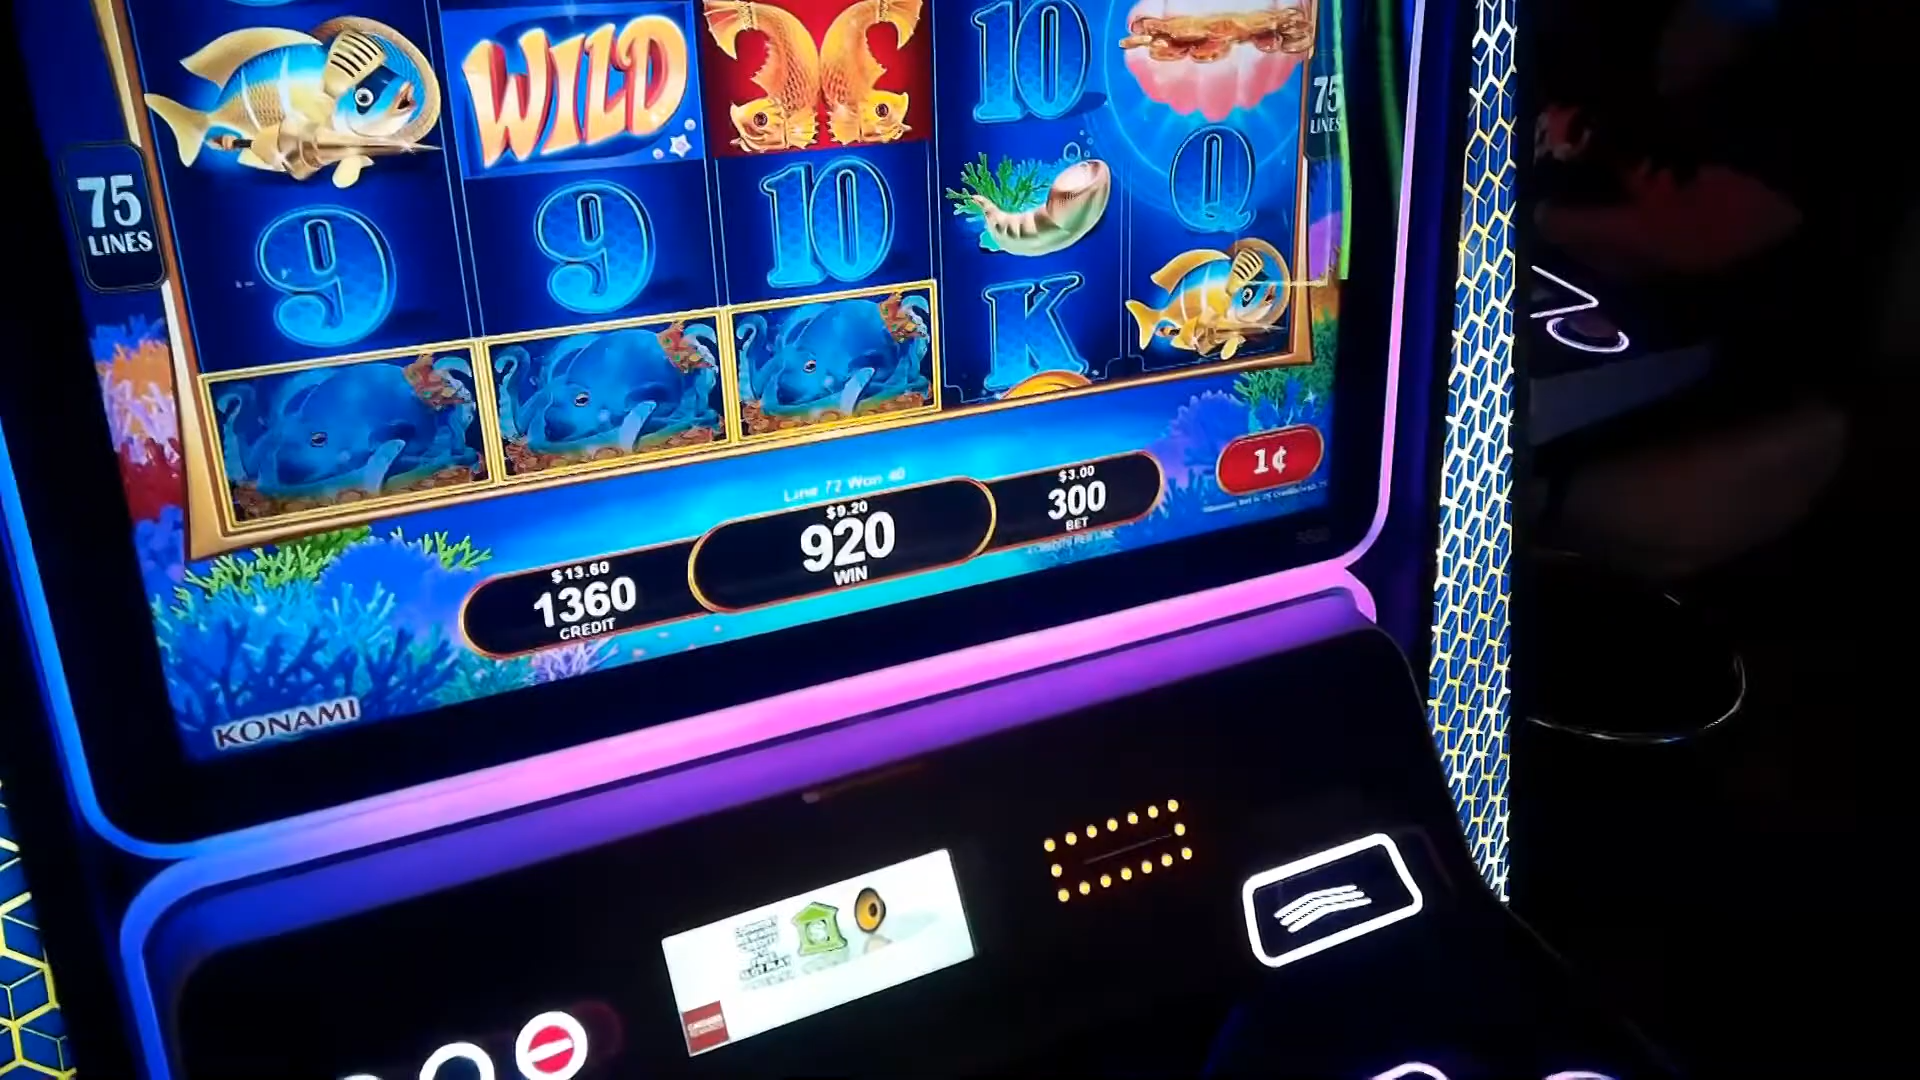 WILD
10
75
LINES
75
LINES
9
9
10
Q
K
Line 77 Won 40
$13.60
1360
CREDIT
$9.20
920
WIN
$3.00
300
BET
1¢
KONAMI